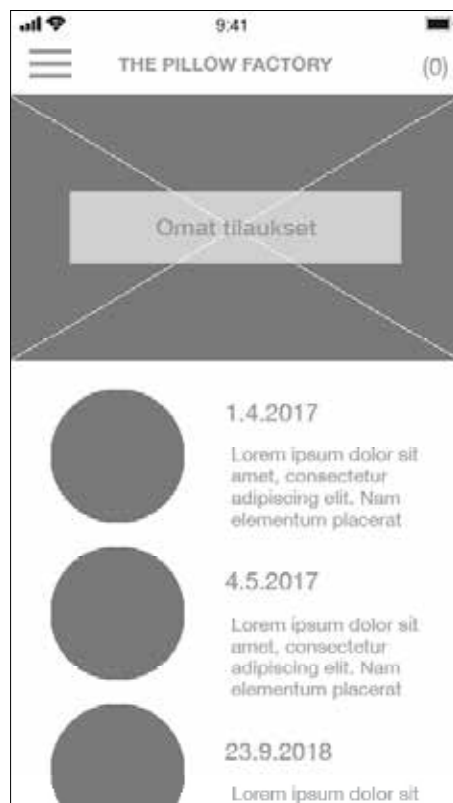 9:41
THE PILLOW FACTORY
(0)
Omat tilaukset
1.4.2017
Lorem ipsum dolor sit
amet, consectetur
adipiscing elit. Nam
elementum placerat
4.5.2017
Lorem ipsum dolor sit
amet, consectetur
adipiscing elit. Nam
elementum placerat
23.9.2018
Lorem ipsum dolor sit